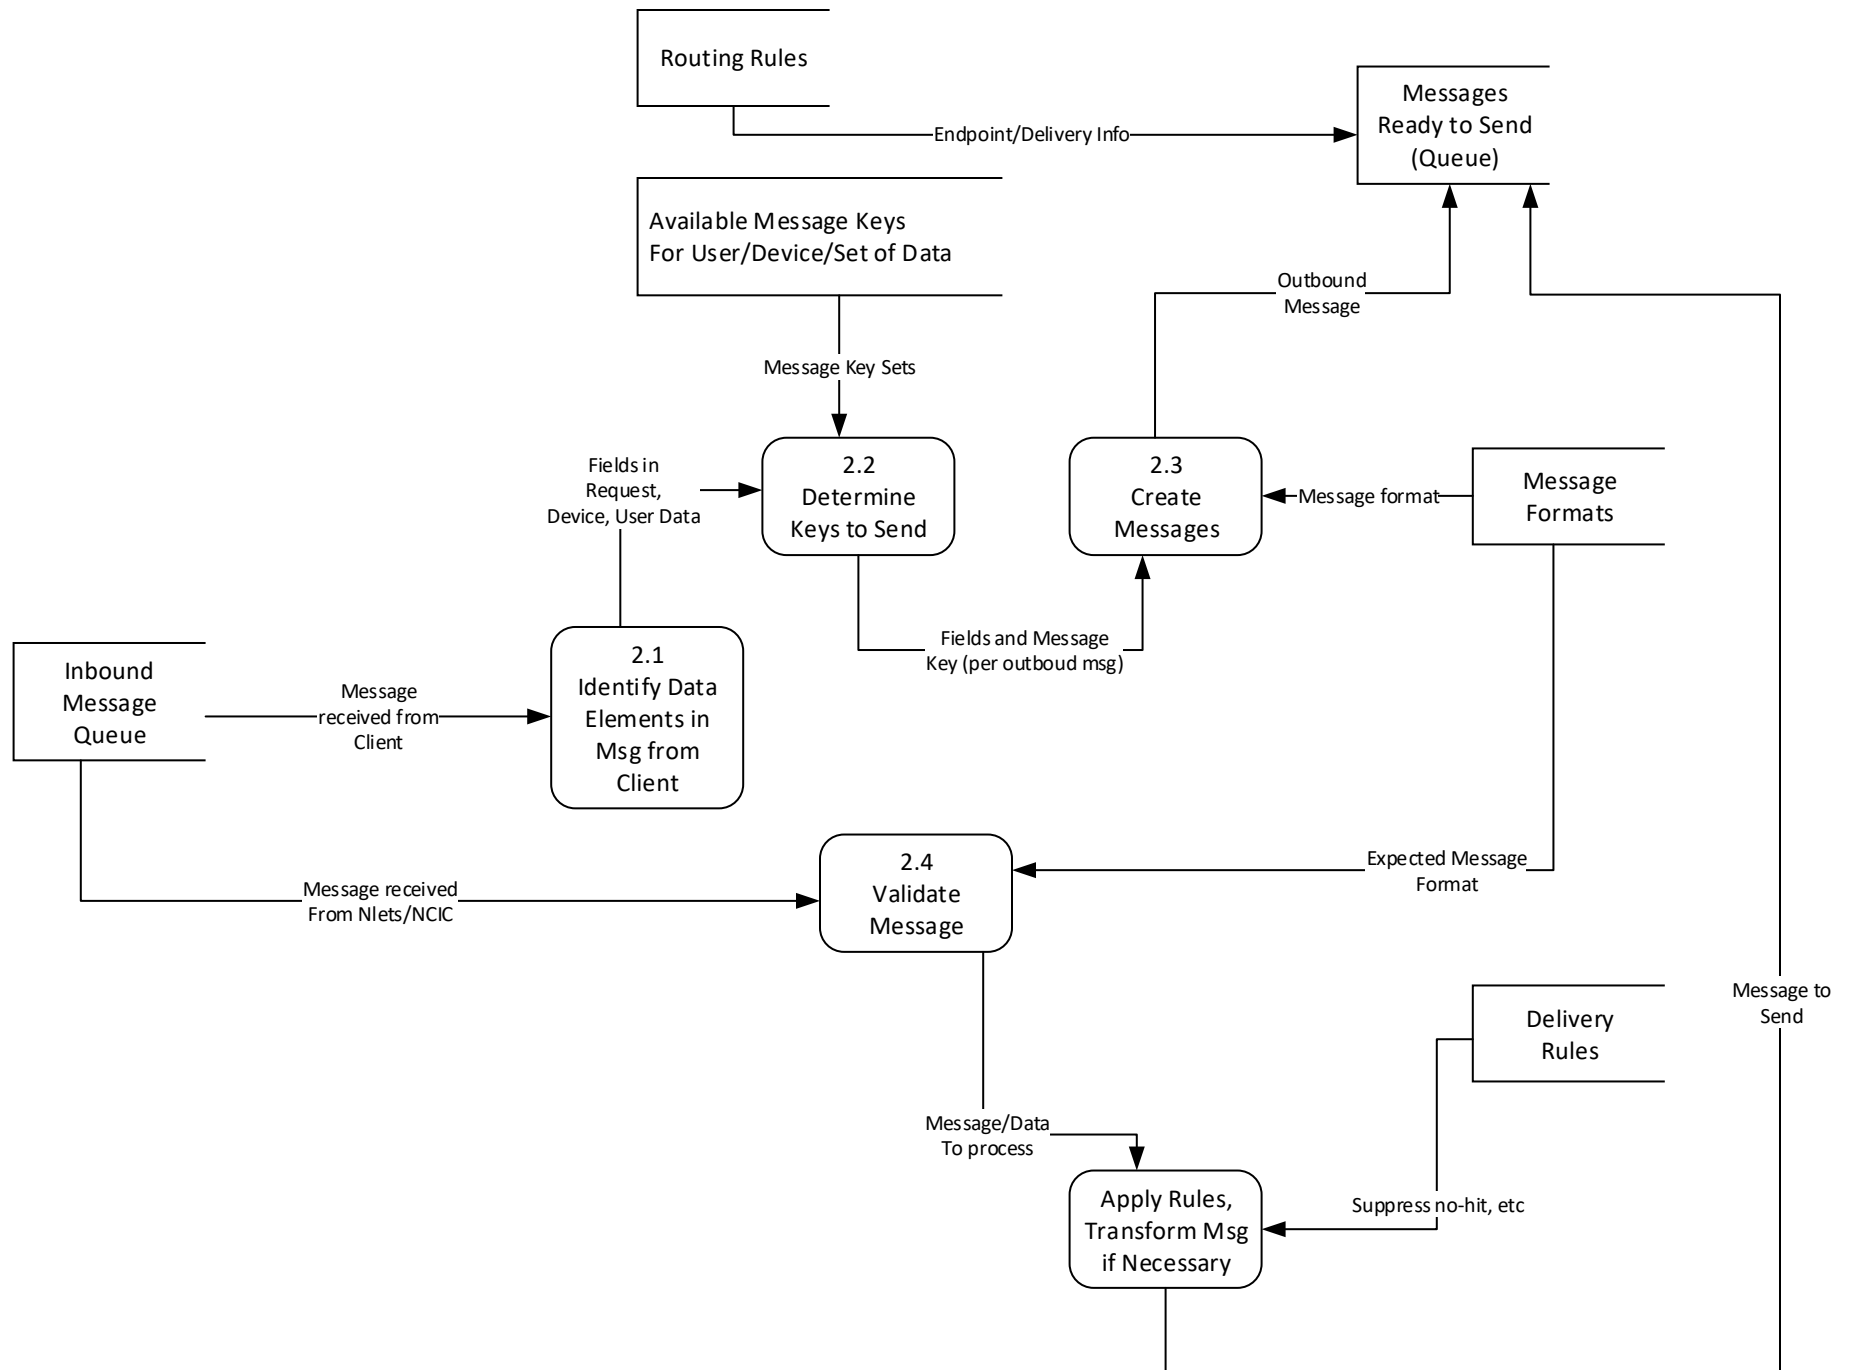 Routing Rules
Messages
Ready to Send
(Queue)
Endpoint/Delivery Info
Available Message Keys
For User/Device/Set of Data
Outbound
Message
Message Key Sets
Fields in
Request,
Device, User Data
2.2
Determine
Keys to Send
2.3
Create
Messages
Message format
Message
Formats
Fields and Message
Key (per outboud msg)
Inbound
Message
Queue
Message
received from
Client
2.1
Identify Data
Elements in
Msg from
Client
2.4
Validate
Message
Expected Message
Format
Message received
From Nlets/NCIC
Message to
Send
Delivery
Rules
Message/Data
To process
Apply Rules,
Transform Msg
if Necessary
Suppress no-hit, etc